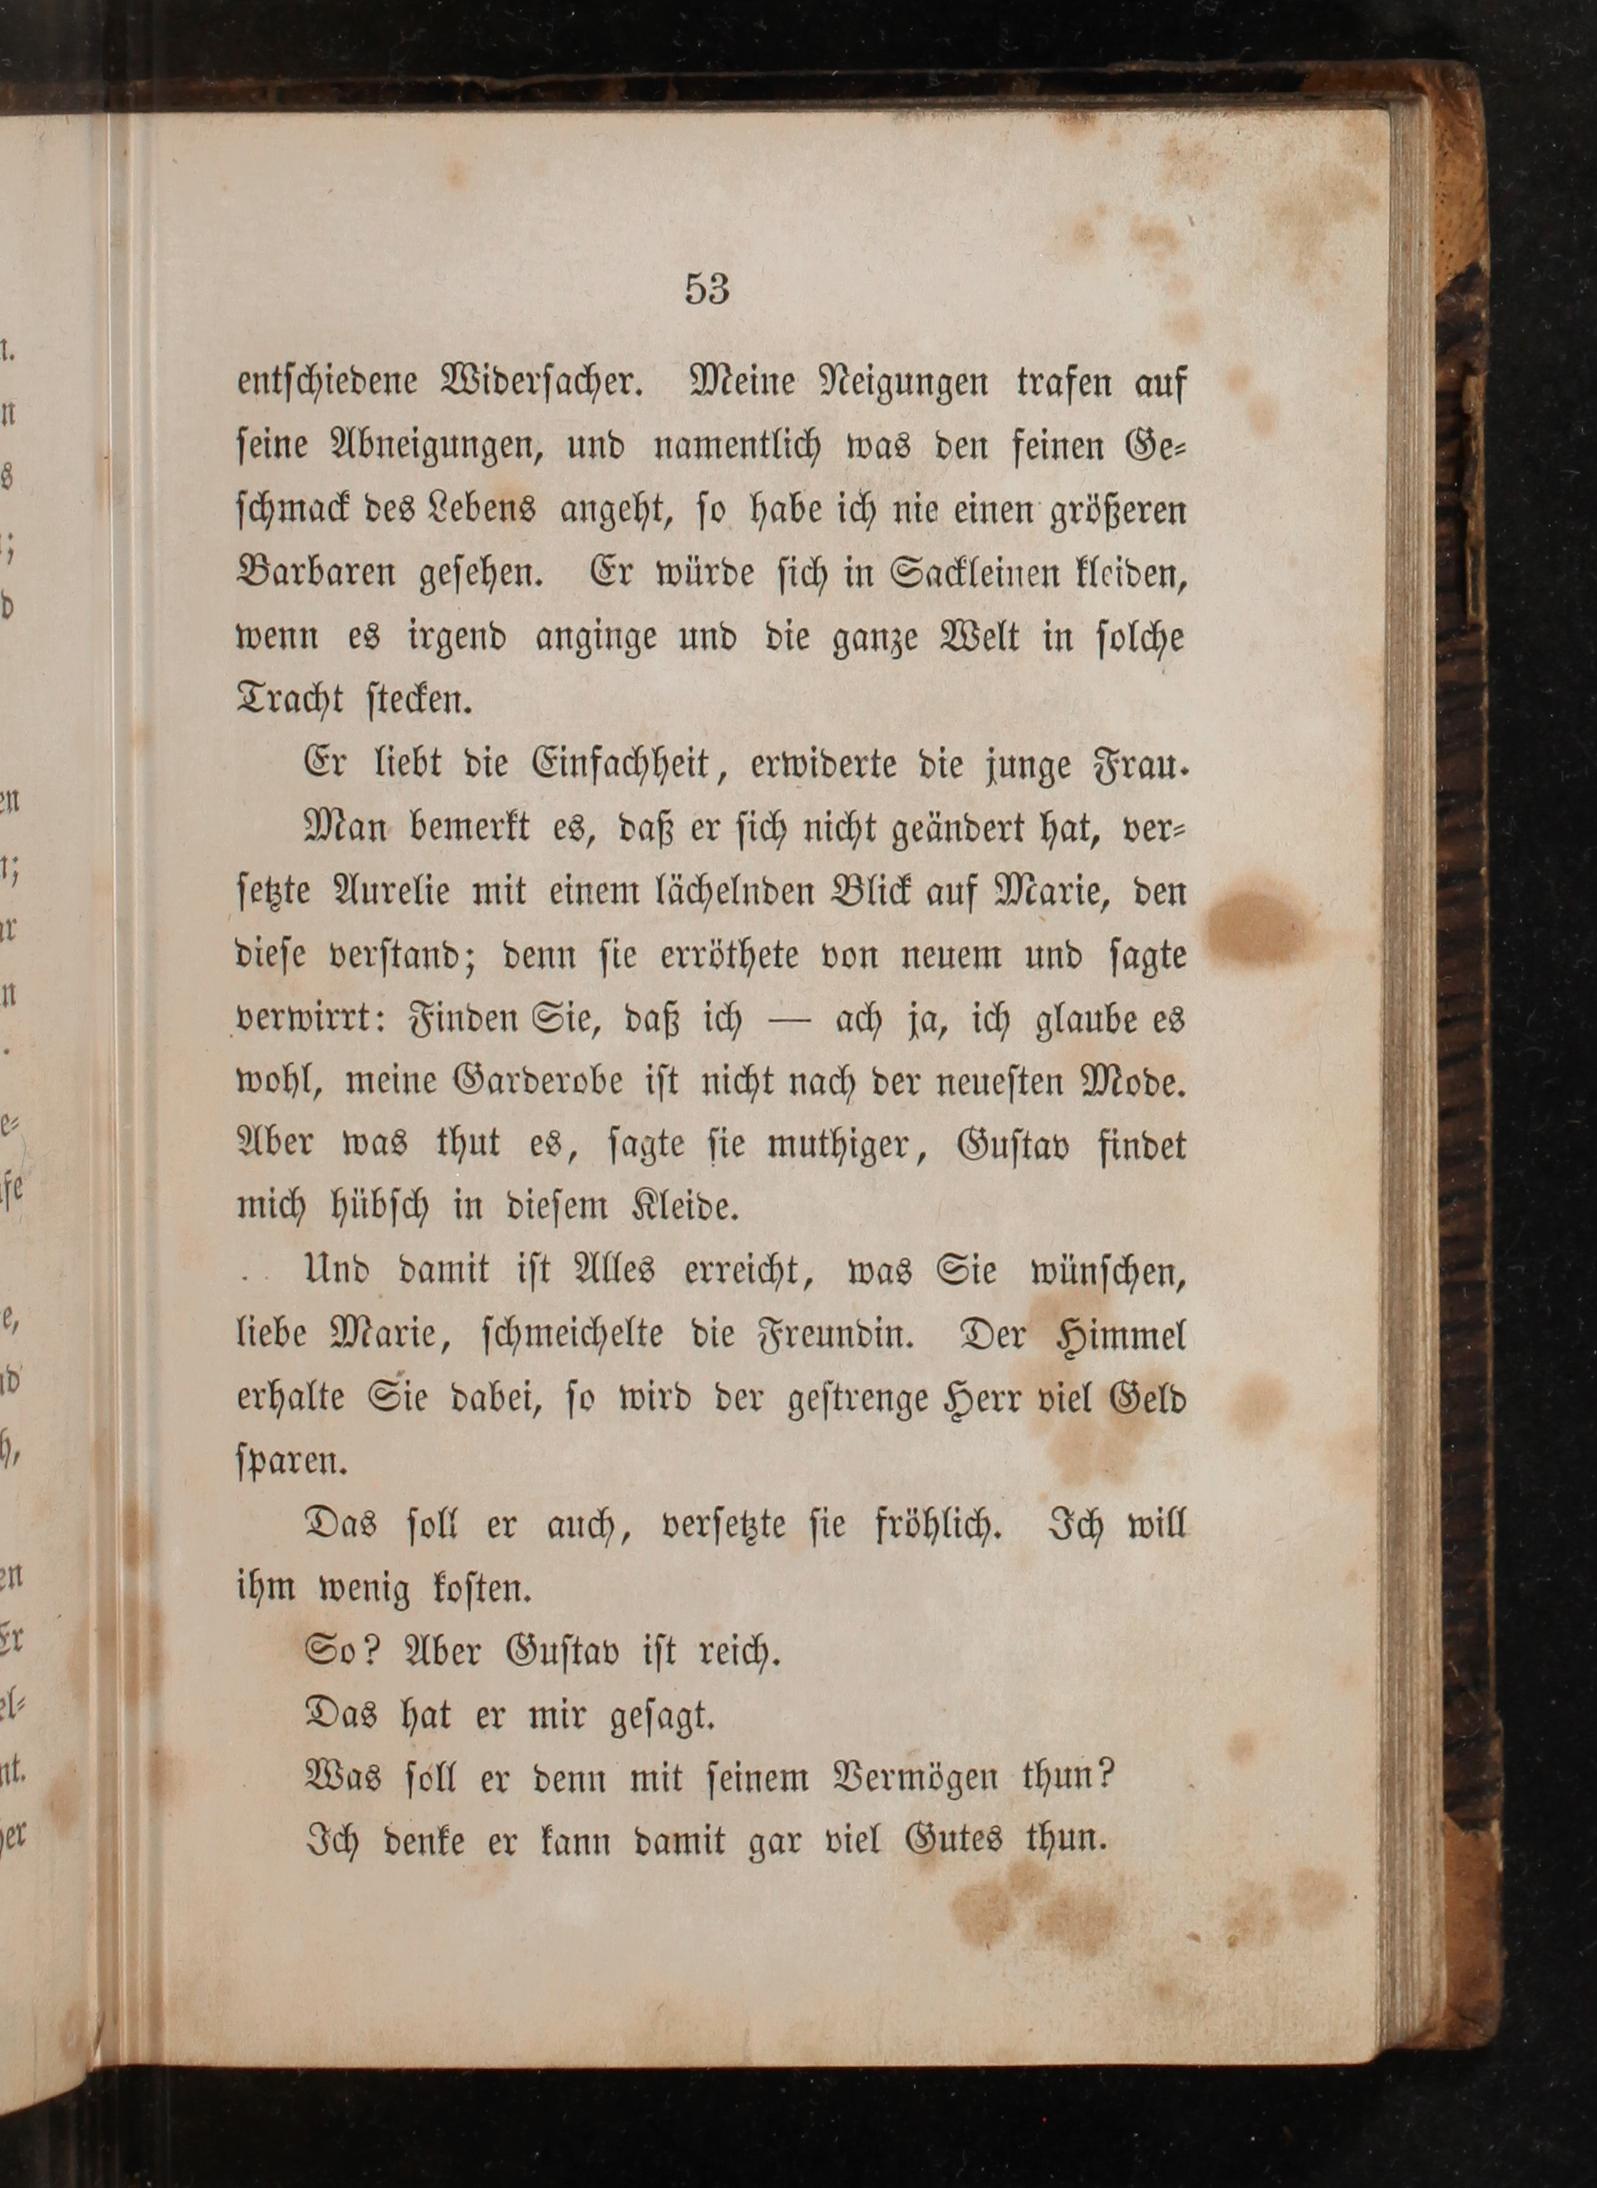 53
entschiedene Widersacher. Meine Neigungen trafen auf
seine Abneigungen, und namentlich was den feinen Ge-
schmack des Lebens angeht, so habe ich nie einen größeren
Barbaren gesehen. Er würde sich in Sackleinen kleiden,
wenn es irgend anginge und die ganze Welt in solche
Tracht stecken.
Er liebt die Einfachheit, erwiderte die junge Frau.
Man bemerkt es, daß er sich nicht geändert hat, ver-
setzte Aurelie mit einem lächelnden Blick auf Marie, den
diese verstand; denn sie erröthete von neuem und sagte
verwirrt: Finden Sie, daß ich — ach ja, ich glaube es
wohl, meine Garderobe ist nicht nach der neuesten Mode.
Aber was thut es, sagte sie muthiger, Gustav findet
mich hübsch in diesem Kleide.
Und damit ist Alles erreicht, was Sie wünschen,
liebe Marie, schmeichelte die Freundin. Der Himmel
erhalte Sie dabei, so wird der gestrenge Herr viel Geld
sparen.
Das soll er auch, versetzte sie fröhlich. Ich will
ihm wenig kosten.
So? Aber Gustav ist reich.
Das hat er mir gesagt.
Was soll er denn mit seinem Vermögen thun?
Ich denke er kann damit gar viel Gutes thun.